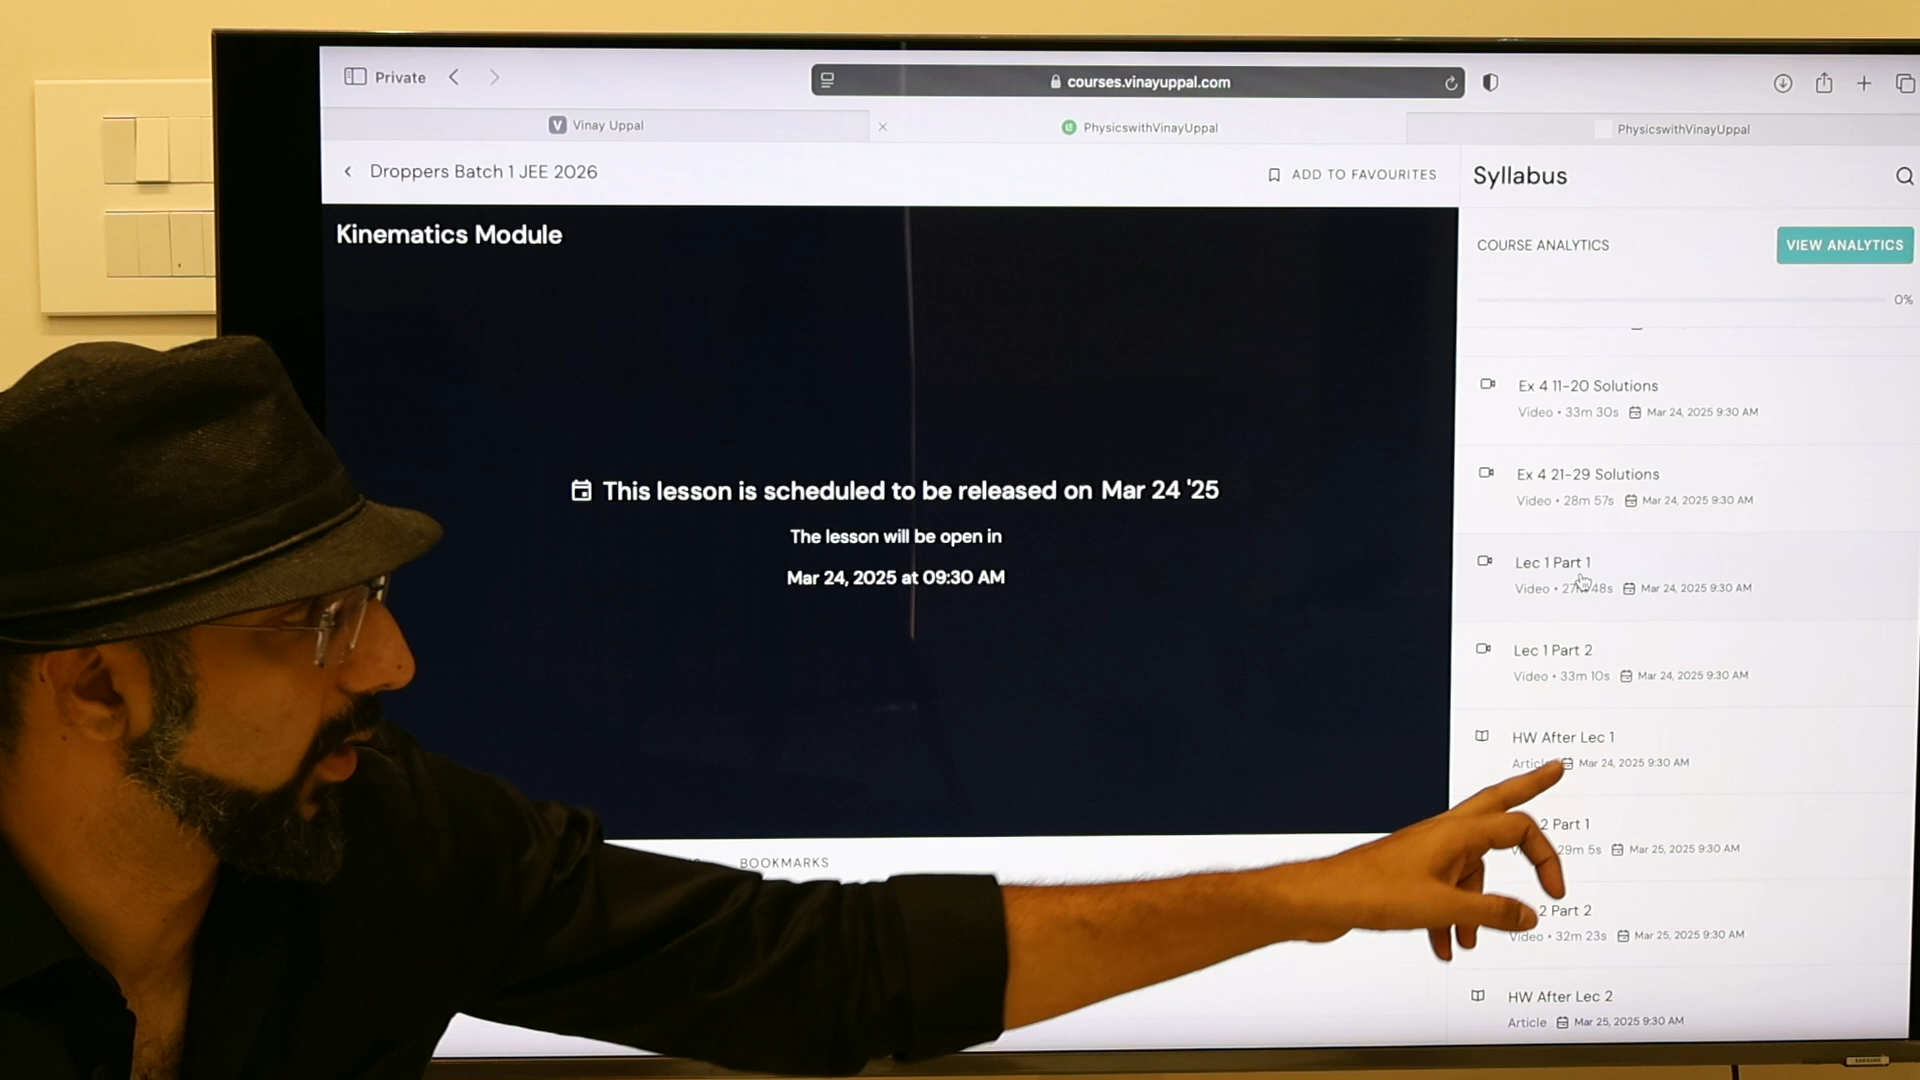 Private
courses.vinayuppal.com
V Vinay Uppal
PhysicswithVinayUppal
PhysicswithVinayUppal
Droppers Batch 1 JEE 2026
ADD TO FAVOURITES
Syllabus
Kinematics Module
COURSE ANALYTICS
VIEW ANALYTICS
0%
Ex 4 11-20 Solutions
Video • 33m 30s Mar 24, 2025 9:30 AM
Ex 4 21-29 Solutions
Video • 28m 57s Mar 24, 2025 9:30 AM
This lesson is scheduled to be released on Mar 24 '25
The lesson will be open in
Mar 24, 2025 at 09:30 AM
Lec 1 Part 1
Video • 48s Mar 24, 2025 9:30 AM
Lec 1 Part 2
Video • 33m 10s Mar 24, 2025 9:30 AM
HW After Lec 1
Mar 24, 2025 9:30 AM
2 Part 1
29m 5s Mar 25, 2025 9:30 AM
BOOKMARKS
2 Part 2
Video • 32m 23s Mar 25, 2025 9:30 AM
HW After Lec 2
Article Mar 25, 2025 9:30 AM
SAMSUNG